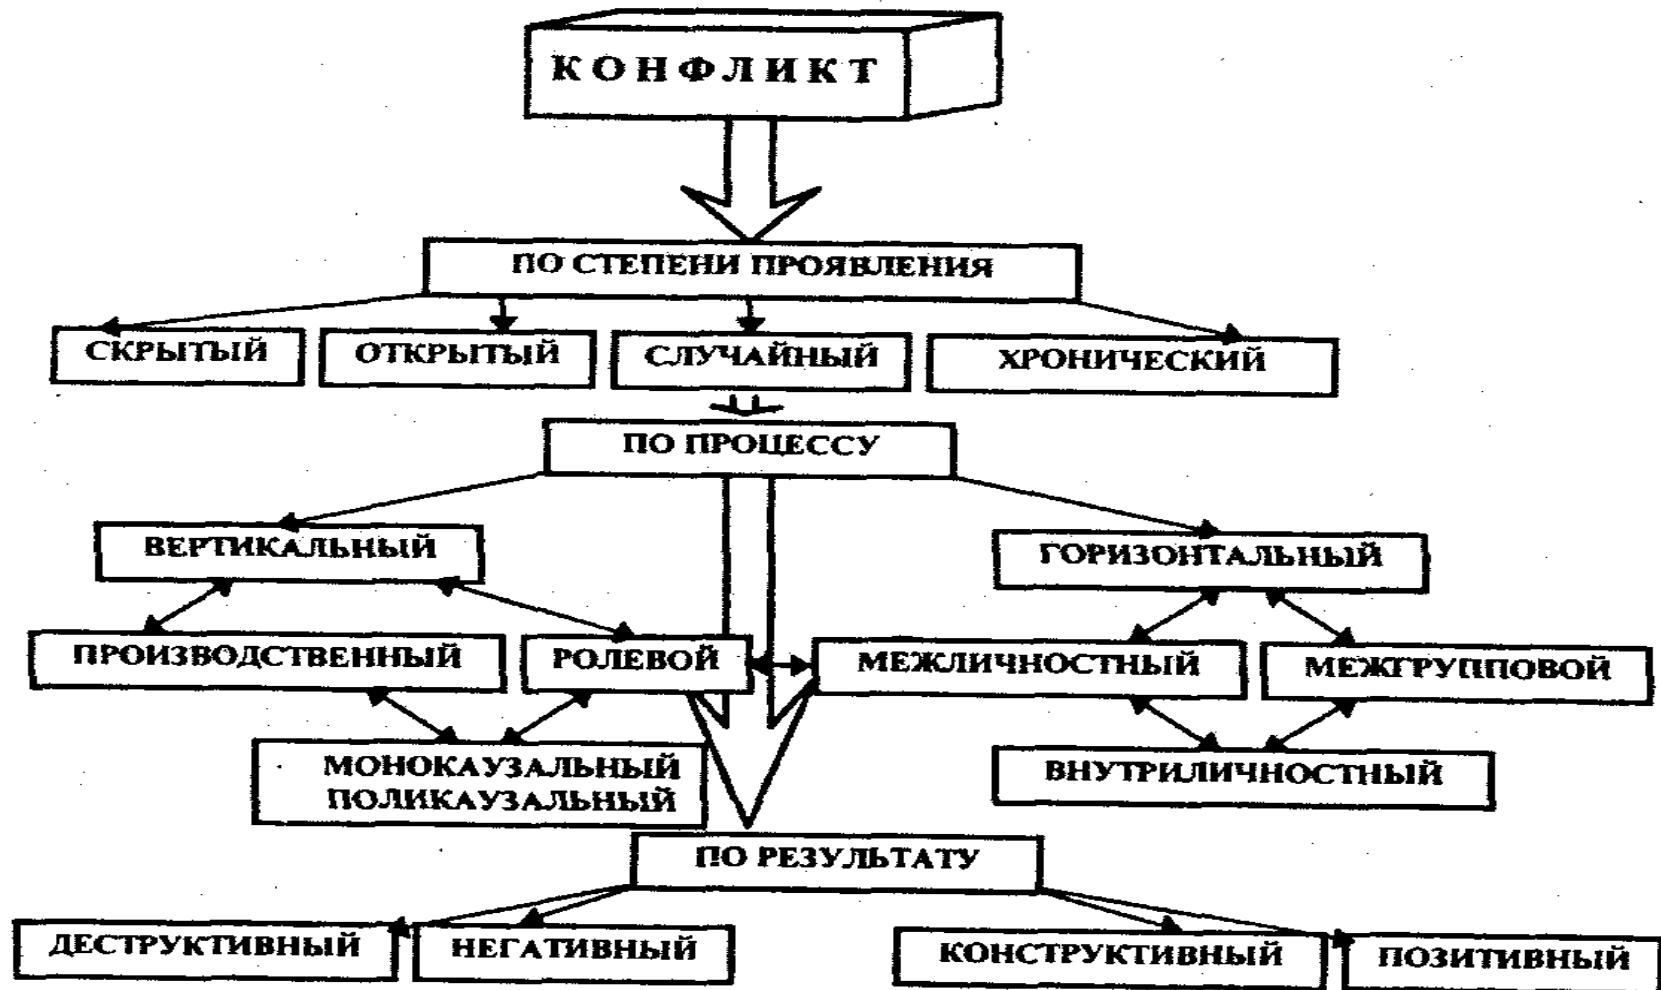 КОНФЛИКТ
ПО СТЕПЕНИ ПРОЯВЛЕНИЯ
СКРЫТЫЙ
ОТКРЫТЫЙ
СЛУЧАЙНЫЙ
ХРОНИЧЕСКИЙ
ПО ПРОЦЕССУ
ВЕРТИКАЛЬНЫЙ
ГОРИЗОНТАЛЬНЫЙ
ПРОИЗВОДСТВЕННЫЙ
РОЛЕВОЙ
МЕЖЛИЧНОСТНЫЙ
МЕЖГРУППОВОЙ
МОНОКАУЗАЛЬНЫЙ
ПОЛИКАУЗАЛЬНЫЙ
ВНУТРИЛИЧНОСТНЫЙ
ПО РЕЗУЛЬТАТУ
ДЕСТРУКТИВНЫЙ
НЕГАТИВНЫЙ
КОНСТРУКТИВНЫЙ
ПОЗИТИВНЫЙ